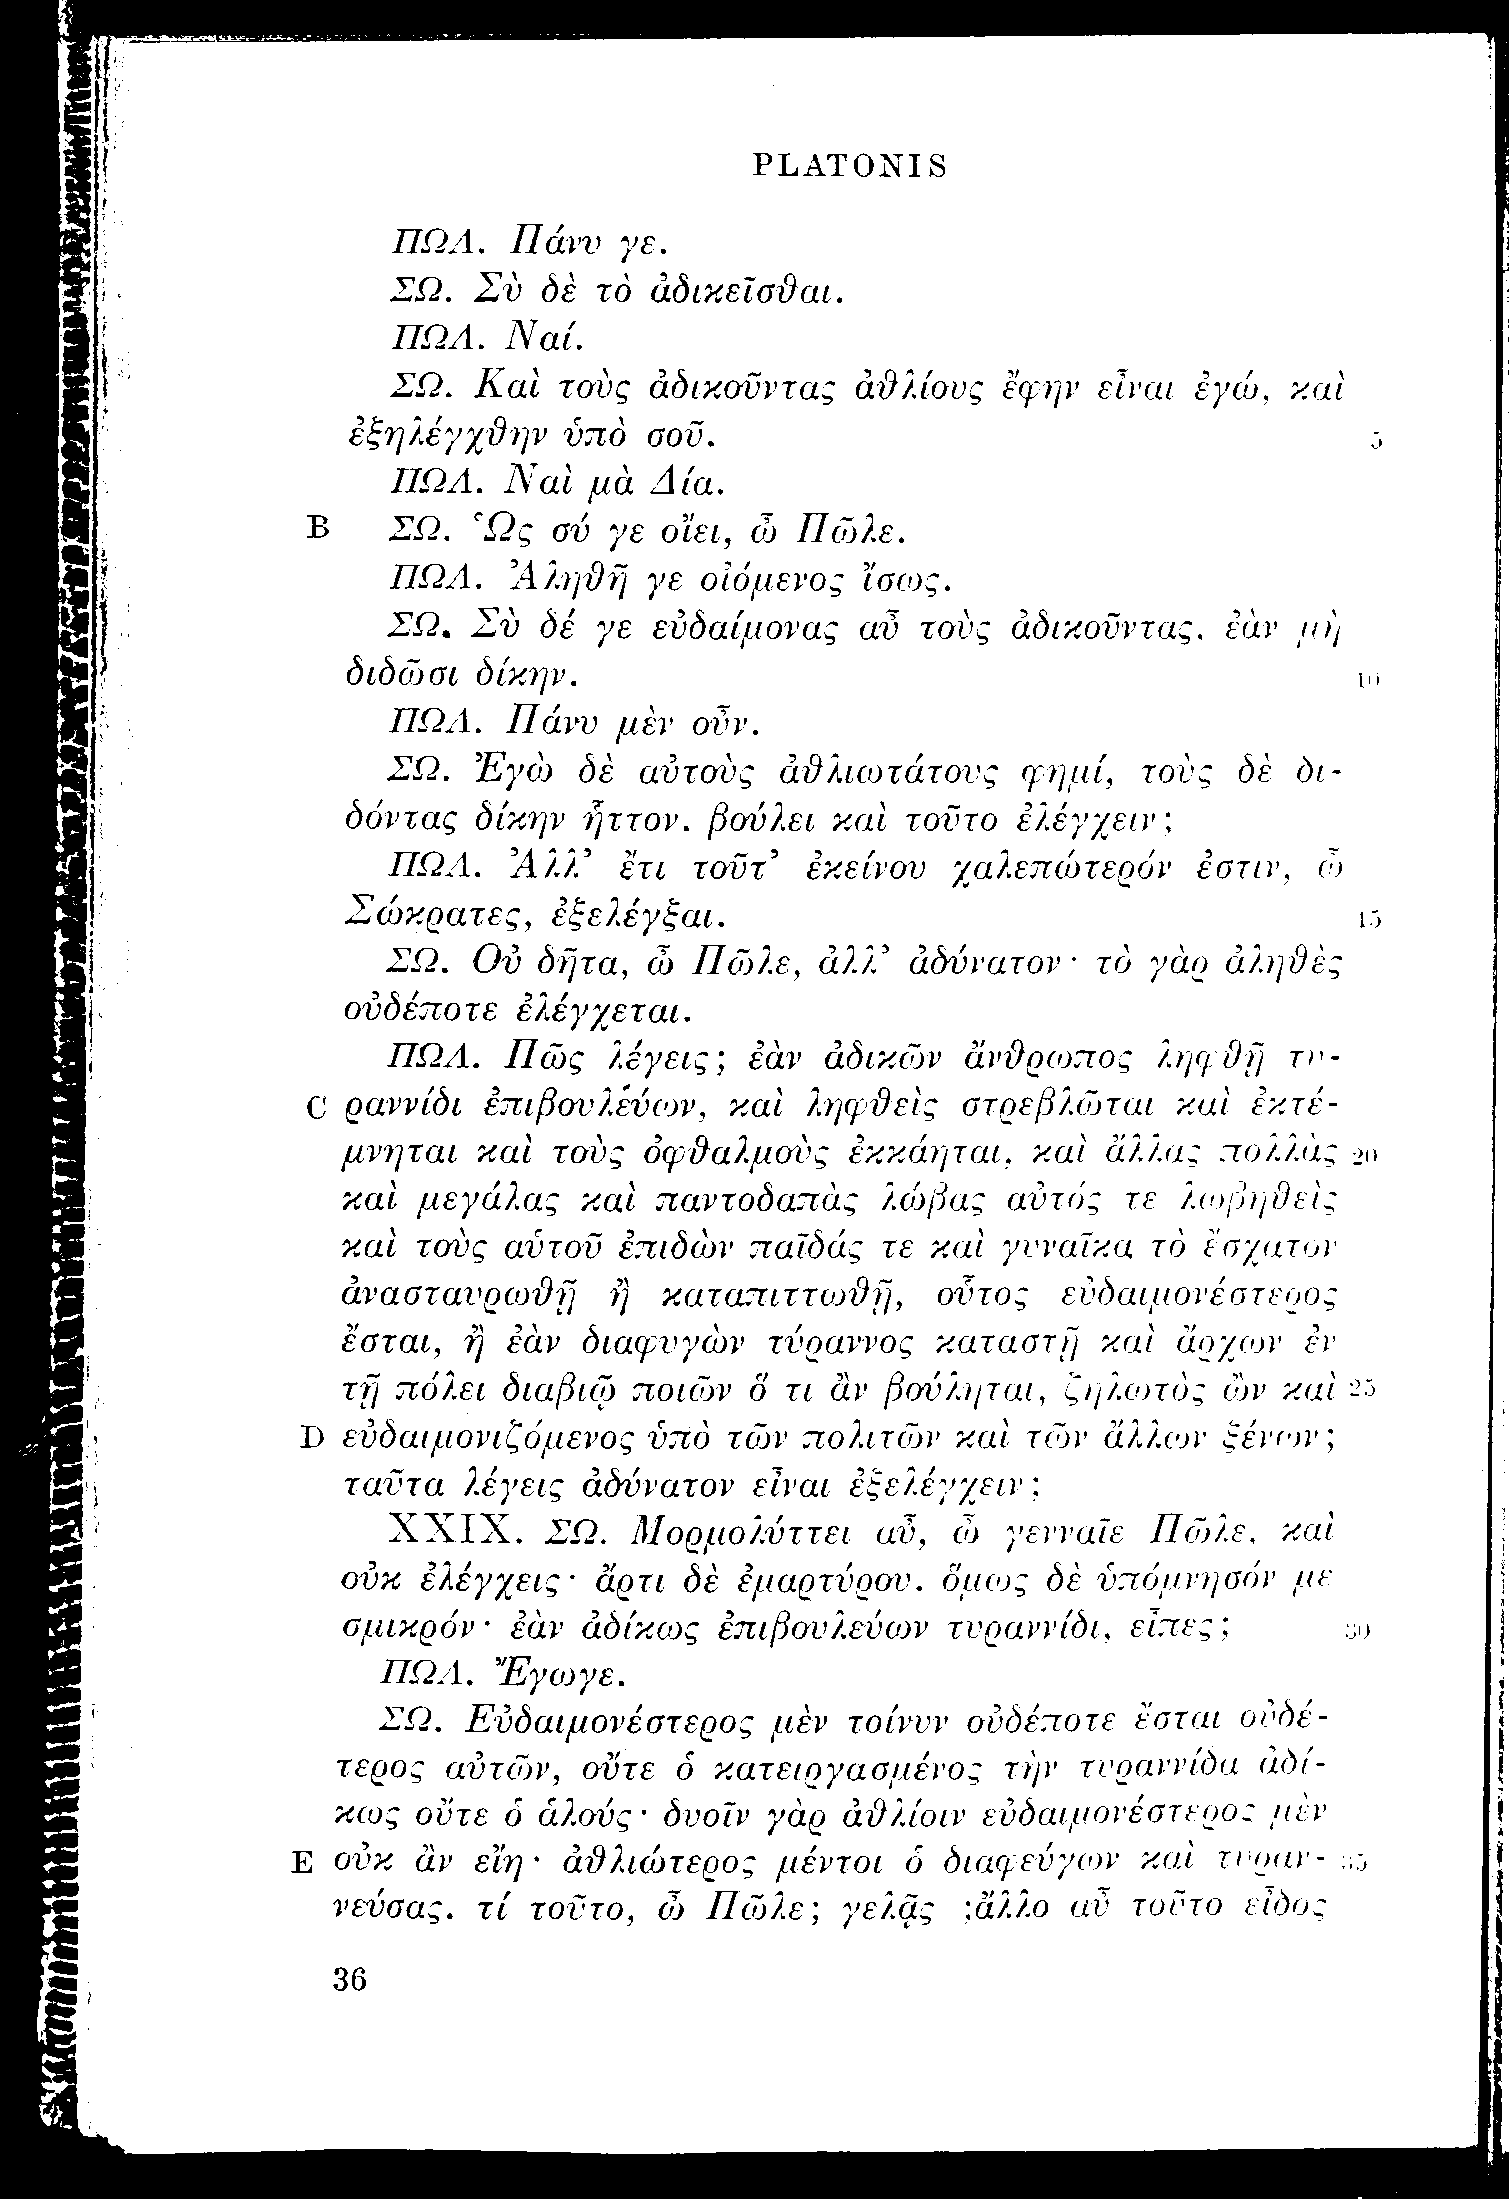 PLATONIS
ΠΩΛ. Πάνυ γε.
ΣΩ. Σὺ δὲ τὸ ἀδικεῖσθαι.
ΠΩΛ. Ναί.
ΣΩ. Καὶ τοὺς ἀδικοῦντας ἀθλίους ἔφην εἶναι ἐγώ, καὶ
ἐξηλέγχθην ὑπὸ σοῦ. 5
ΠΩΛ. Ναὶ μὰ Δία.
B ΣΩ. Ὡς σύ γε οἴει, ὦ Πῶλε.
ΠΩΛ. Ἀληθῆ γε οἰόμενος ἴσως.
ΣΩ. Σὺ δέ γε εὐδαίμονας αὖ τοὺς ἀδικοῦντας, ἐὰν μὴ
διδῶσι δίκην. 10
ΠΩΛ. Πάνυ μὲν οὖν.
ΣΩ. Ἐγὼ δὲ αὐτοὺς ἀθλιωτάτους φημί, τοὺς δὲ δι-
δόντας δίκην ἧττον. βούλει καὶ τοῦτο ἐλέγχειν;
ΠΩΛ. Ἀλλ’ ἔτι τοῦτ’ ἐκείνου χαλεπώτερόν ἐστιν, ὦ
Σώκρατες, ἐξελέγξαι. 15
ΣΩ. Οὐ δῆτα, ὦ Πῶλε, ἀλλ’ ἀδύνατον· τὸ γὰρ ἀληθὲς
οὐδέποτε ἐλέγχεται.
ΠΩΛ. Πῶς λέγεις; ἐὰν ἀδικῶν ἄνθρωπος ληφθῇ τυ-
C ραννίδι ἐπιβουλεύων, καὶ ληφθεὶς στρεβλῶται καὶ ἐκτέ-
μνηται καὶ τοὺς ὀφθαλμοὺς ἐκκάηται, καὶ ἄλλας πολλὰς 20
καὶ μεγάλας καὶ παντοδαπὰς λώβας αὐτός τε λωβηθεὶς
καὶ τοὺς αὑτοῦ ἐπιδὼν παῖδάς τε καὶ γυναῖκα τὸ ἔσχατον
ἀνασταυρωθῇ ἢ καταπιττωθῇ, οὗτος εὐδαιμονέστερος
ἔσται, ἢ ἐὰν διαφυγὼν τύραννος καταστῇ καὶ ἄρχων ἐν
τῇ πόλει διαβιῷ ποιῶν ὅ τι ἂν βούληται, ζηλωτὸς ὢν καὶ 25
D εὐδαιμονιζόμενος ὑπὸ τῶν πολιτῶν καὶ τῶν ἄλλων ξένων;
ταῦτα λέγεις ἀδύνατον εἶναι ἐξελέγχειν;
XXIX. ΣΩ. Μορμολύττει αὖ, ὦ γενναῖε Πῶλε, καὶ
οὐκ ἐλέγχεις· ἄρτι δὲ ἐμαρτύρου. ὅμως δὲ ὑπόμνησόν με
σμικρόν· ἐὰν ἀδίκως ἐπιβουλεύων τυραννίδι, εἶπες; 30
ΠΩΛ. Ἔγωγε.
ΣΩ. Εὐδαιμονέστερος μὲν τοίνυν οὐδέποτε ἔσται οὐδέ-
τερος αὐτῶν, οὔτε ὁ κατειργασμένος τὴν τυραννίδα ἀδί-
κως οὔτε ὁ ἁλούς· δυοῖν γὰρ ἀθλίοιν εὐδαιμονέστερος μὲν
E οὐκ ἂν εἴη· ἀθλιώτερος μέντοι ὁ διαφεύγων καὶ τυραν- 35
νεύσας. τί τοῦτο, ὦ Πῶλε; γελᾷς ;ἄλλο αὖ τοῦτο εἶδος
36